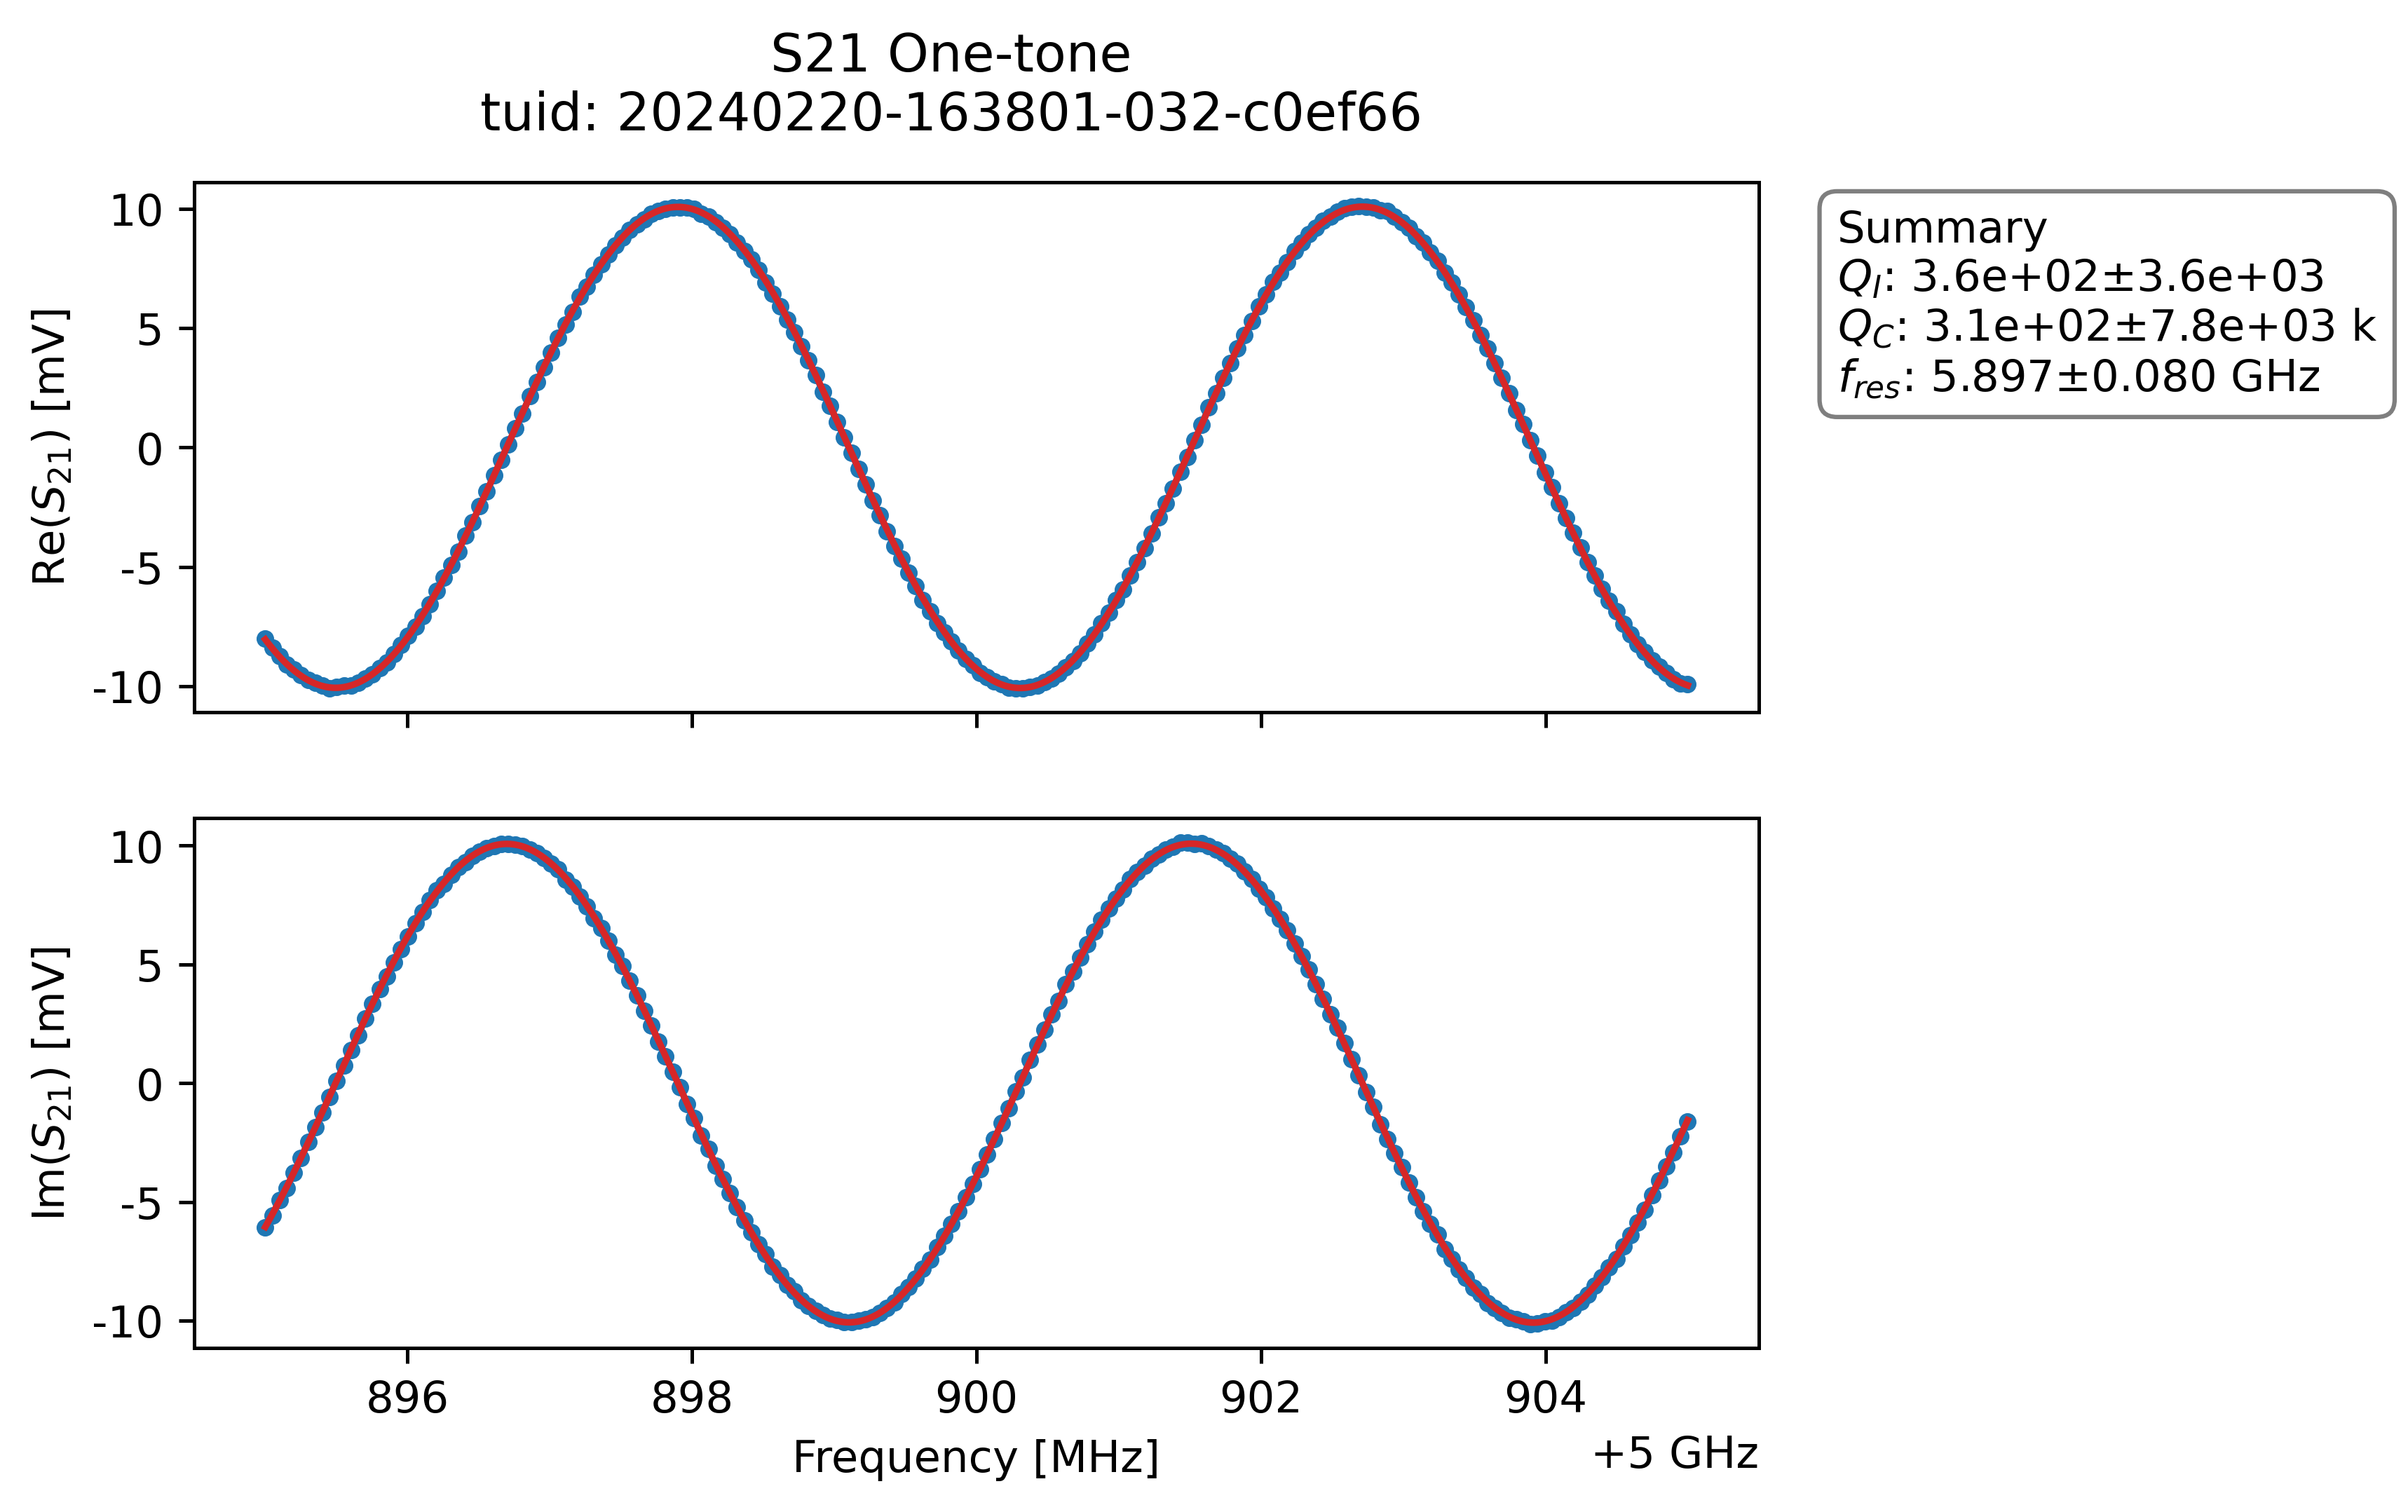 S21 One-tone
tuid: 20240220-163801-032-c0ef66
Re(S21) [mV]
10
5
0
-5
-10
Summary
QI: 3.6e+02±3.6e+03
QC: 3.1e+02±7.8e+03 k
fres: 5.897±0.080 GHz
Im(S21) [mV]
10
5
0
-5
-10
896 898 900 902 904
Frequency [MHz]
+5 GHz